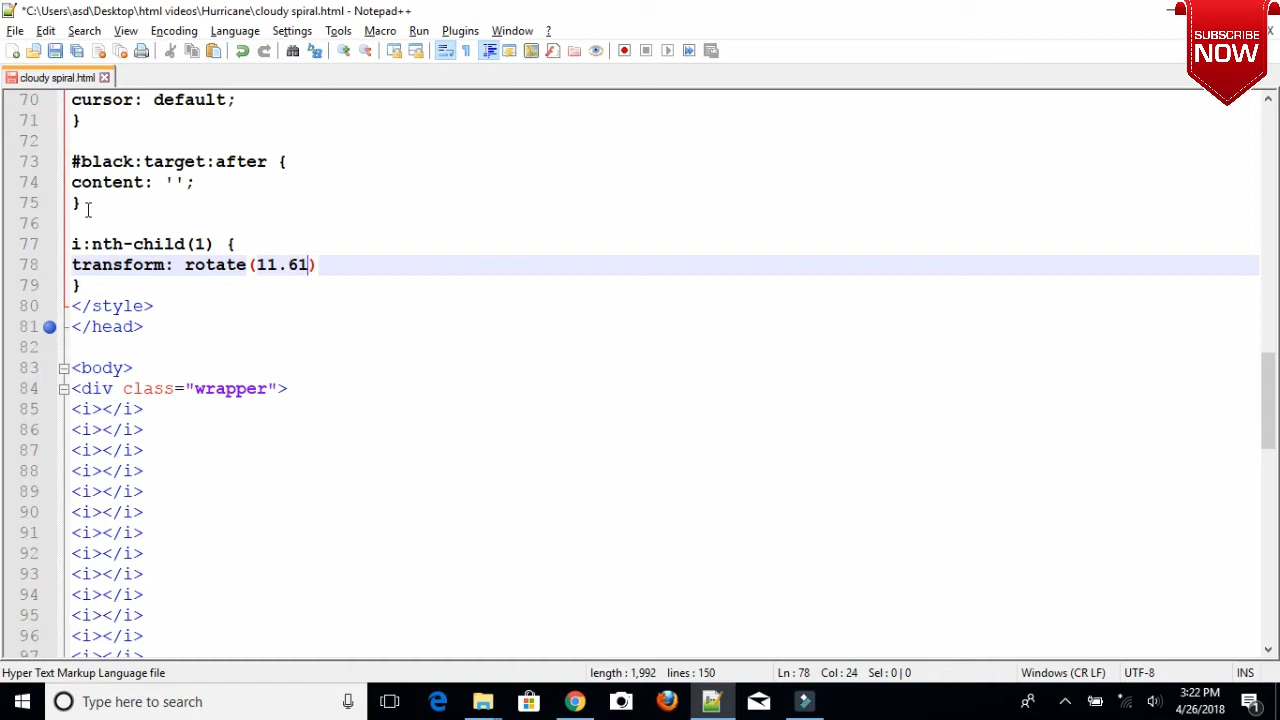 *C:\Users\asd\Desktop\html videos\Hurricane\cloudy spiral.html - Notepad++
SUBSCRIBE
NOW
File Edit Search View Encoding Language Settings Tools Macro Run Plugins Window ? X
cloudy spiral.html
70 cursor: default;
71 }
72
73 #black:target:after {
74 content: '';
75 }
76
77 i:nth-child(1) {
78 transform: rotate(11.61)
79 }
80 </style>
81 </head>
82
83 <body>
84 <div class="wrapper">
85 <i></i>
86 <i></i>
87 <i></i>
88 <i></i>
89 <i></i>
90 <i></i>
91 <i></i>
92 <i></i>
93 <i></i>
94 <i></i>
95 <i></i>
96 <i></i>
97 <i></i>
Hyper Text Markup Language file length : 1,992 lines : 150 Ln : 78 Col : 24 Sel : 0 | 0 Windows (CR LF) UTF-8 INS
Type here to search
3:22 PM
4/26/2018
1